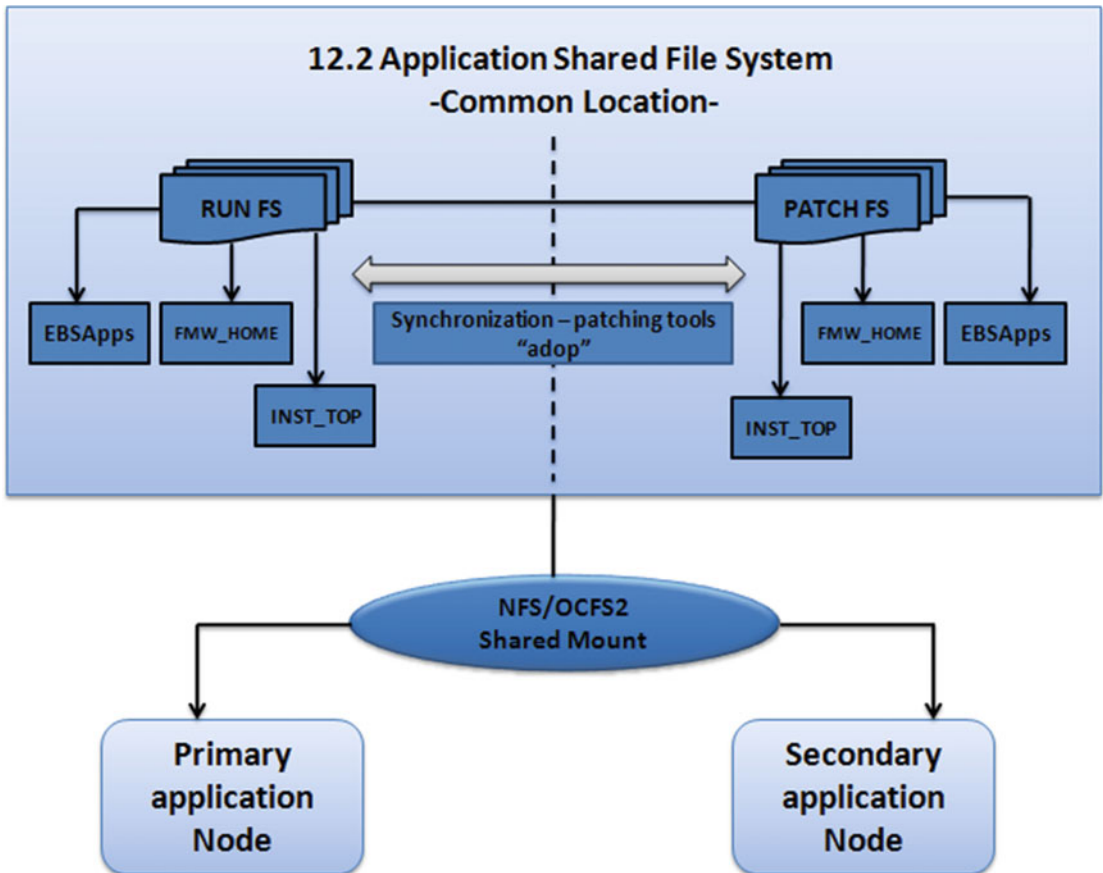 12.2 Application Shared File System
-Common Location-
RUN FS
PATCH FS
EBSApps
FMW_HOME
INST_TOP
Synchronization – patching tools
“adop”
FMW_HOME
EBSApps
INST_TOP
NFS/OCFS2
Shared Mount
Primary
application
Node
Secondary
application
Node